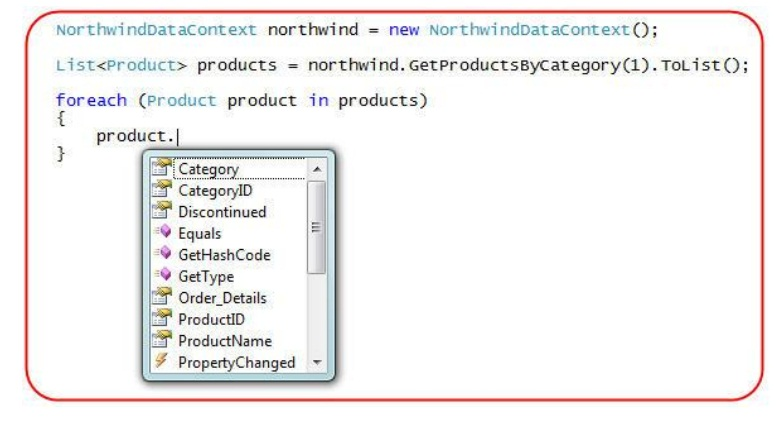 NorthwindDataContext northwind = new NorthwindDataContext();
List<Product> products = northwind.GetProductsByCategory(1).ToList();
foreach (Product product in products)
{
product.
}
Category
CategoryID
Discontinued
Equals
GetHashCode
GetType
Order_Details
ProductID
ProductName
PropertyChanged